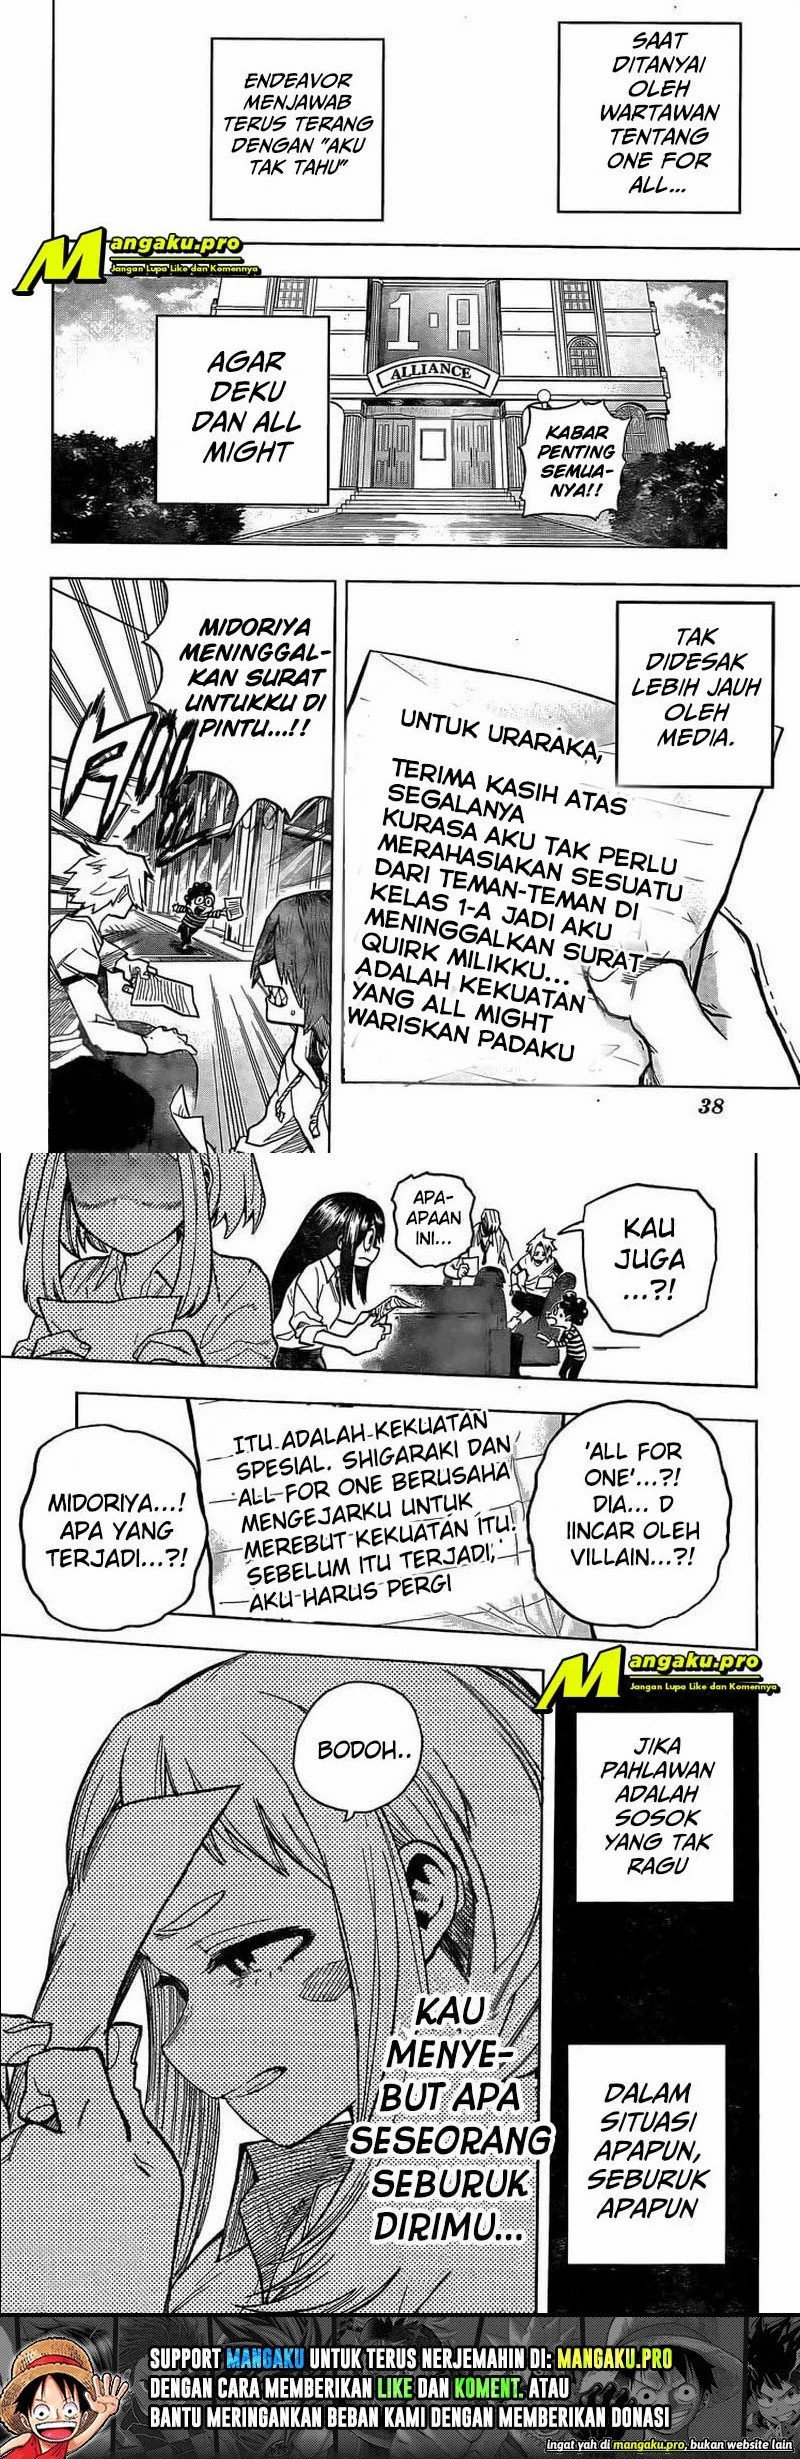 SAAT
DITANYAI
OLEH
WARTAWAN
TENTANG
ONE FOR
ALL...
ENDEAVOR
MENJAWAB
TERUS TERANG
DENGAN "AKU
TAK TAHU"
Mangaku.pro
Jangan Lupa Like dan Komennya
1-A
ALLIANCE
AGAR
DEKU
DAN ALL
MIGHT
KABAR
PENTING
SEMUA-
NYA!!
TAK
DIDESAK
LEBIH JAUH
OLEH
MEDIA.
UNTUK URARAKA,
TERIMA KASIH ATAS
SEGALANYA
KURASA AKU TAK PERLU
MERAHASIAKAN SESUATU
DARI TEMAN-TEMAN DI
KELAS 1-A JADI AKU
MENINGGALKAN SURAT
QUIRK MILIKKU...
ADALAH KEKUATAN
YANG ALL MIGHT
WARISKAN PADAKU
MIDORIYA
MENINGGAL-
KAN SURAT
UNTUKKU DI
PINTU...!!
38
KAU
JUGA
...?!
APA-
APAAN
INI...
'ALL FOR
ONE'...?!
DIA... D
IINCAR OLEH
VILLAIN...?!
ITU ADALAH KEKUATAN
SPESIAL. SHIGARAKI DAN
ALL FOR ONE BERUSAHA
MENGEJARKU UNTUK
MEREBUT KEKUATAN ITU.
SEBELUM ITU TERJADI,
AKU HARUS PERGI
MIDORIYA...!
APA YANG
TERJADI...?!
Mangaku.pro
Jangan Lupa Like dan Komennya
JIKA
PAHLAWAN
ADALAH
SOSOK
YANG TAK
RAGU
DALAM
SITUASI
APAPUN,
SEBURUK
APAPUN
BODOH..
KAU
MENYE-
BUT APA
SESEORANG
SEBURUK
DIRIMU...
SUPPORT MANGAKU UNTUK TERUS NERJEMAHIN DI: MANGAKU.PRO
DENGAN CARA MEMBERIKAN LIKE DAN KOMENT. ATAU
BANTU MERINGANKAN BEBAN KAMI DENGAN MEMBERIKAN DONASI
ingat yah di mangaku.pro, bukan website lain